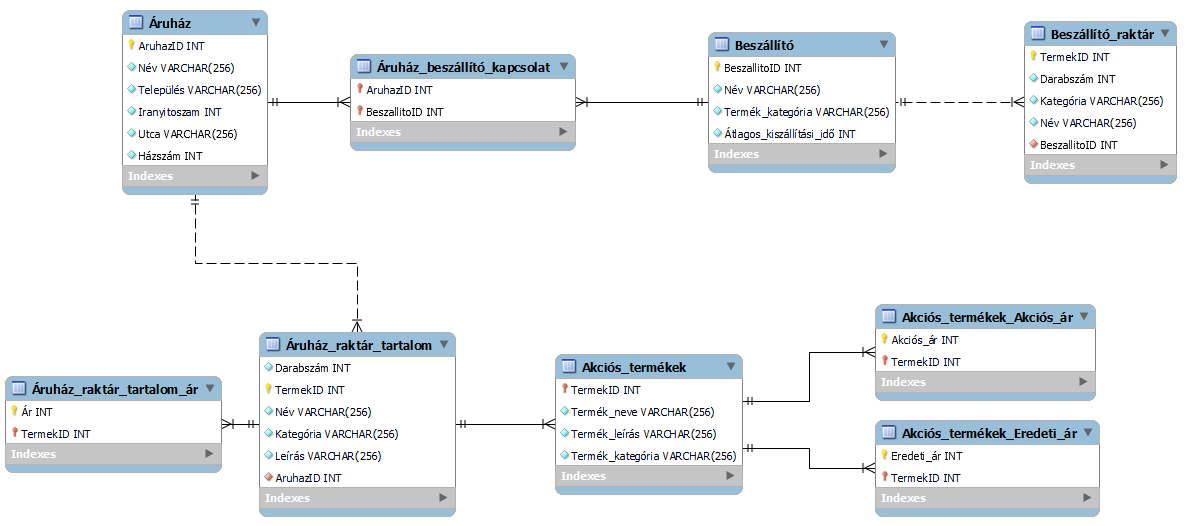 Áruház
AruhazID INT
Név VARCHAR(256)
Település VARCHAR(256)
Iranyitoszam INT
Utca VARCHAR(256)
Házszám INT
Indexes
Áruház_beszállító_kapcsolat
AruhazID INT
BeszallitoID INT
Indexes
Beszállító
BeszallitoID INT
Név VARCHAR(256)
Termék_kategória VARCHAR(256)
Átlagos_kiszállítási_idő INT
Indexes
Beszállító_raktár
TermekID INT
Darabszám INT
Kategória VARCHAR(256)
Név VARCHAR(256)
BeszallitoID INT
Indexes
Áruház_raktár_tartalom_ár
Ár INT
TermekID INT
Indexes
Áruház_raktár_tartalom
Darabszám INT
TermekID INT
Név VARCHAR(256)
Kategória VARCHAR(256)
Leírás VARCHAR(256)
AruhazID INT
Indexes
Akciós_termékek
TermekID INT
Termék_neve VARCHAR(256)
Termék_leírás VARCHAR(256)
Termék_kategória VARCHAR(256)
Indexes
Akciós_termékek_Akciós_ár
Akciós_ár INT
TermekID INT
Indexes
Akciós_termékek_Eredeti_ár
Eredeti_ár INT
TermekID INT
Indexes